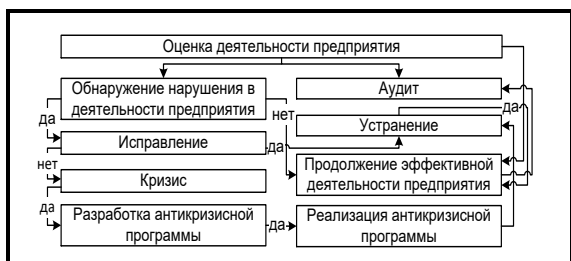 Оценка деятельности предприятия
Обнаружение нарушения в
деятельности предприятия
Аудит
да
да
нет
Устранение
Исправление
да
нет
Продолжение эффективной
деятельности предприятия
Кризис
да
Разработка антикризисной
программы
да
Реализация антикризисной
программы